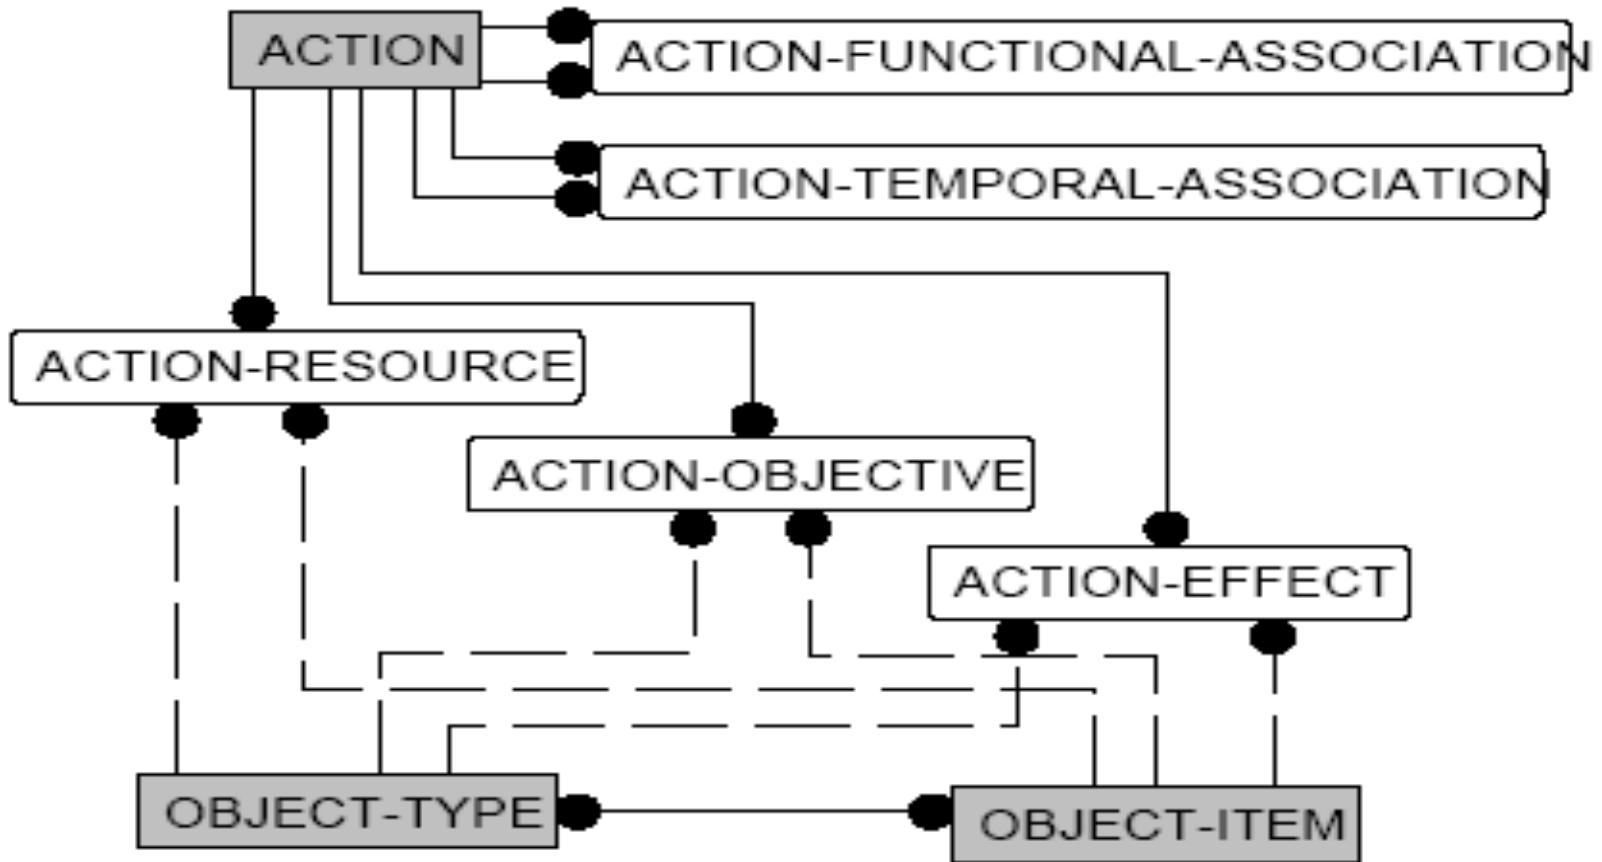 ACTION
ACTION-FUNCTIONAL-ASSOCIATION
ACTION-TEMPORAL-ASSOCIATION
ACTION-RESOURCE
ACTION-OBJECTIVE
ACTION-EFFECT
OBJECT-TYPE
OBJECT-ITEM